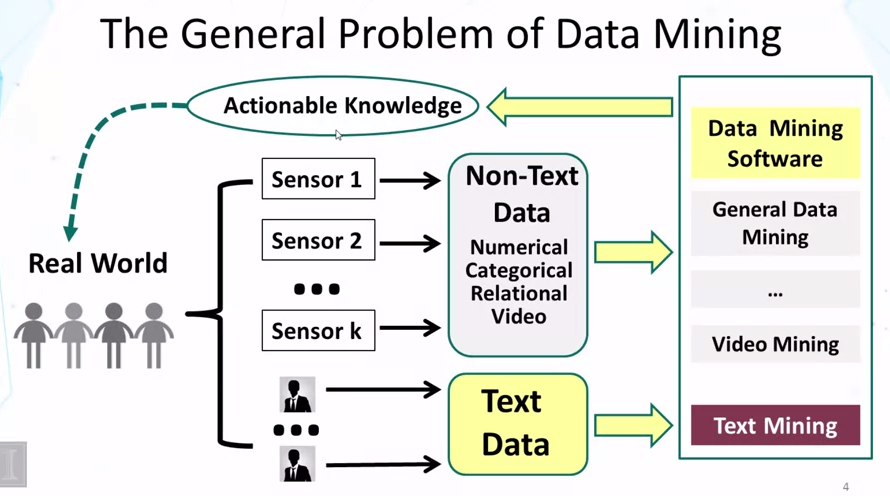 The General Problem of Data Mining
Actionable Knowledge
Real World
Sensor 1
Sensor 2
...
Sensor k
...
Non-Text
Data
Numerical
Categorical
Relational
Video
Text
Data
Data Mining
Software
General Data
Mining
...
Video Mining
Text Mining
I
4